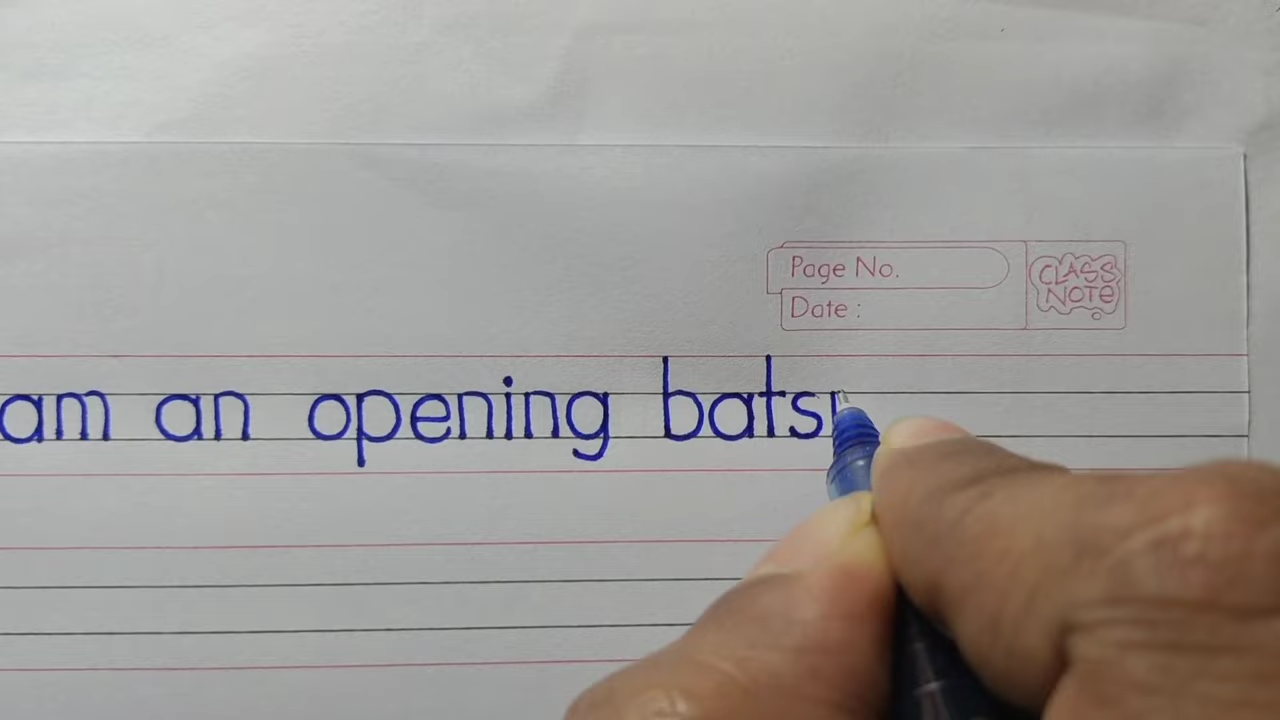 Page No.
Date :
CLASS
NOTE
am an opening bats